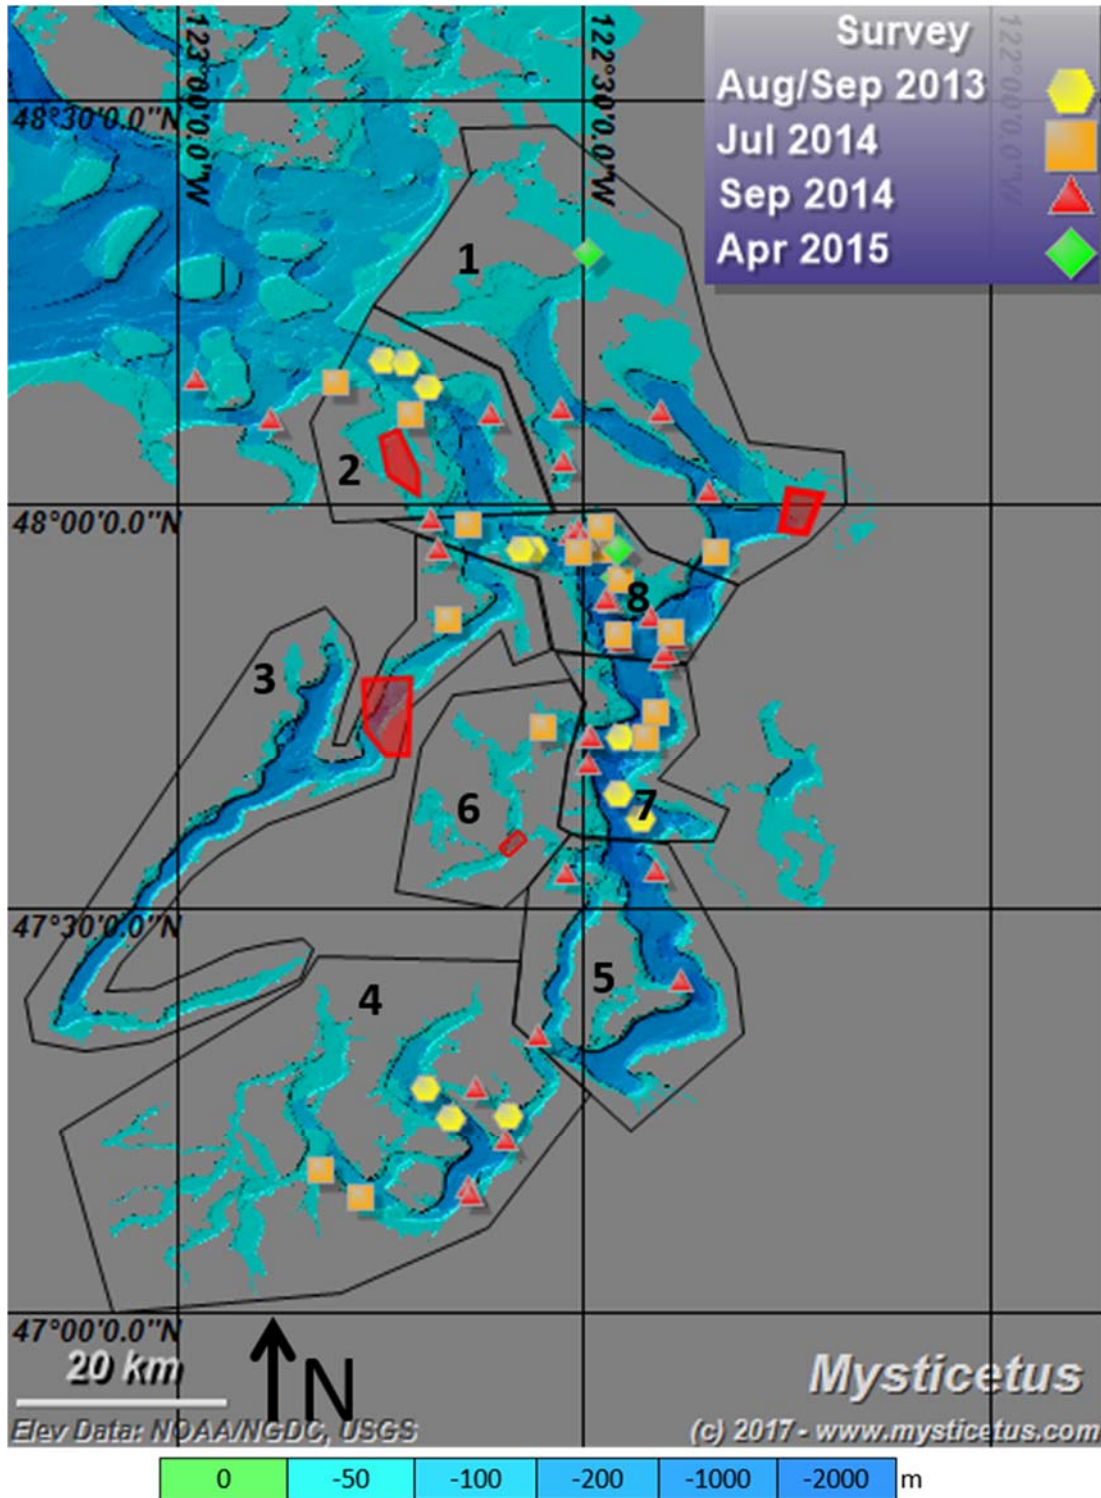 Survey
Aug/Sep 2013
Jul 2014
Sep 2014
Apr 2015
123°00'0.0"W
122°30'0.0"W
122°00'0.0"W
48°30'0.0"N
1
2
48°00'0.0"N
8
3
6
7
47°30'0.0"N
5
4
47°00'0.0"N
20 km
N
Mysticetus
Elev Data: NOAA/NGDC, USGS
(c) 2017 - www.mysticetus.com
0 -50 -100 -200 -1000 -2000 m